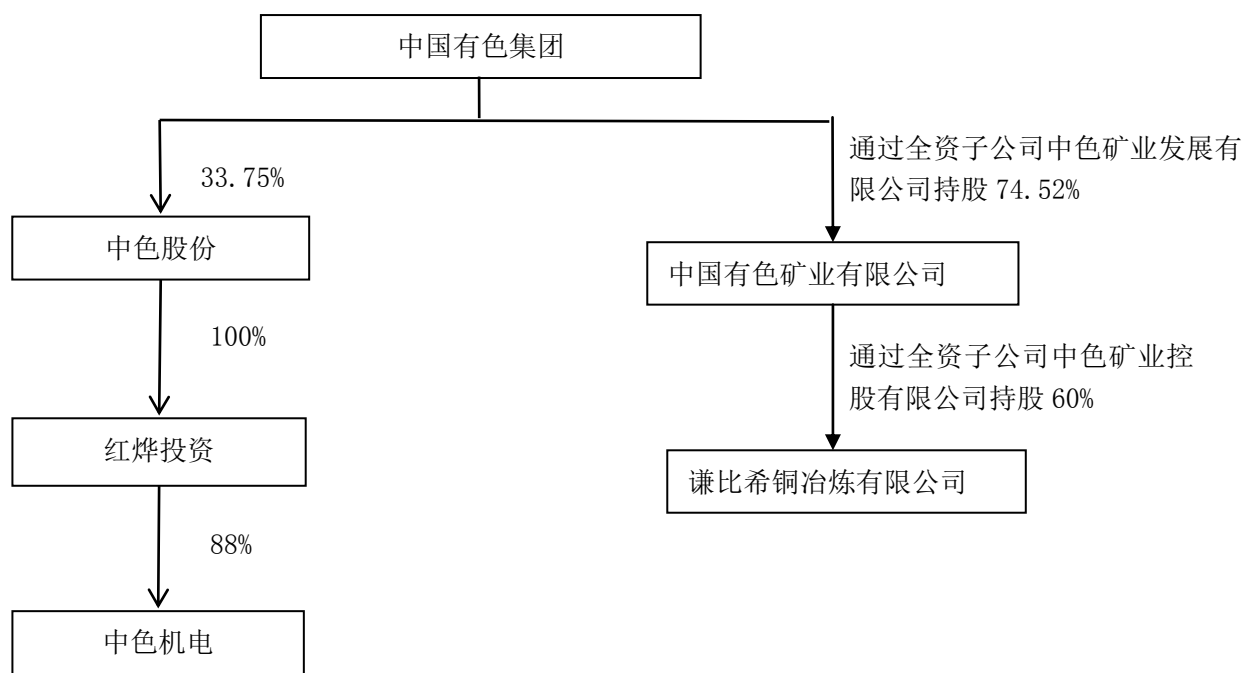 中国有色集团
33.75%
通过全资子公司中色矿业发展有
限公司持股 74.52%
中色股份
中国有色矿业有限公司
100%
通过全资子公司中色矿业控
股有限公司持股 60%
红烨投资
谦比希铜冶炼有限公司
88%
中色机电